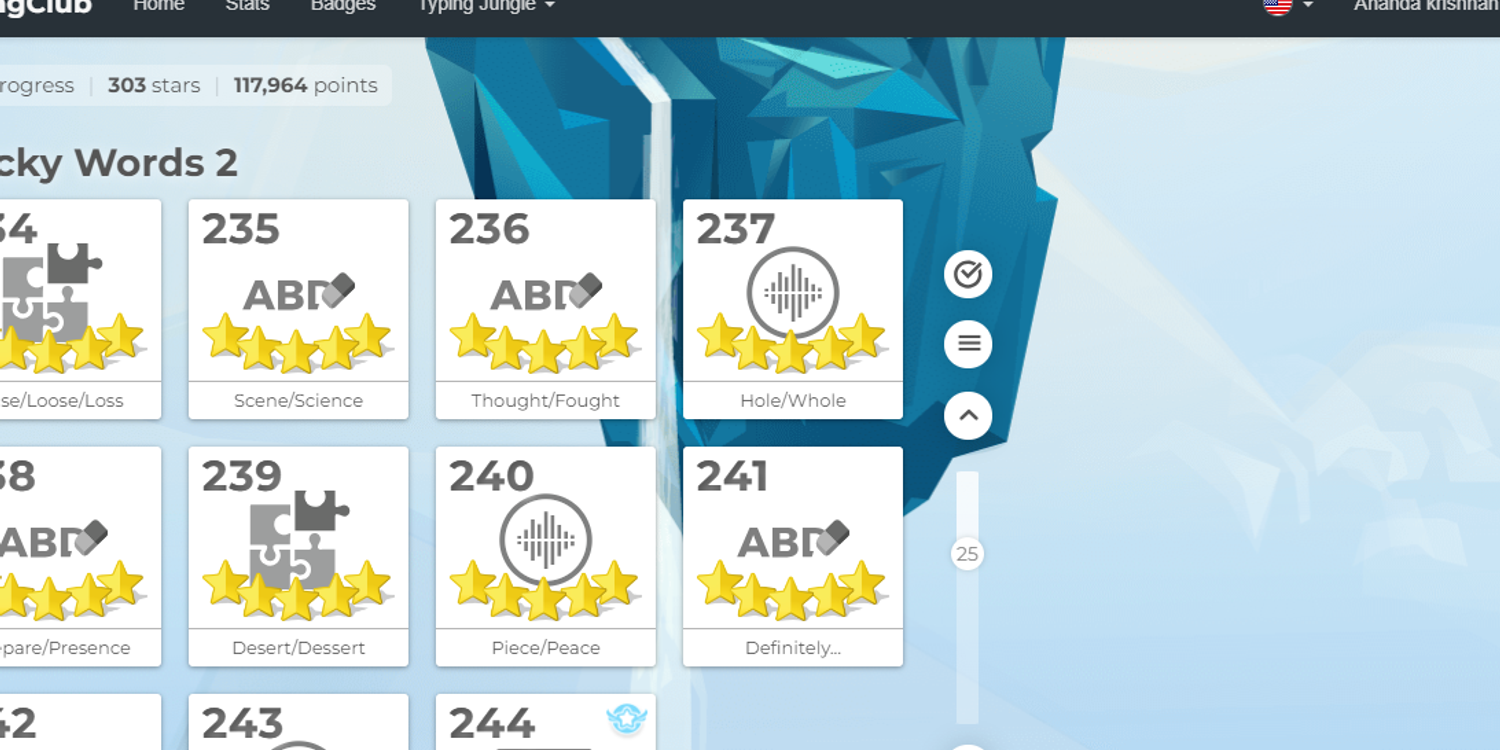 ngClub Home Stats Badges Typing Jungle Ananda krishnan
rogress | 303 stars | 117,964 points
cky Words 2
34 235 236 237
ABD ABD
se/Loose/Loss Scene/Science Thought/Fought Hole/Whole
38 239 240 241
ABD ABD
epare/Presence Desert/Dessert Piece/Peace Definitely...
25
42 243 244